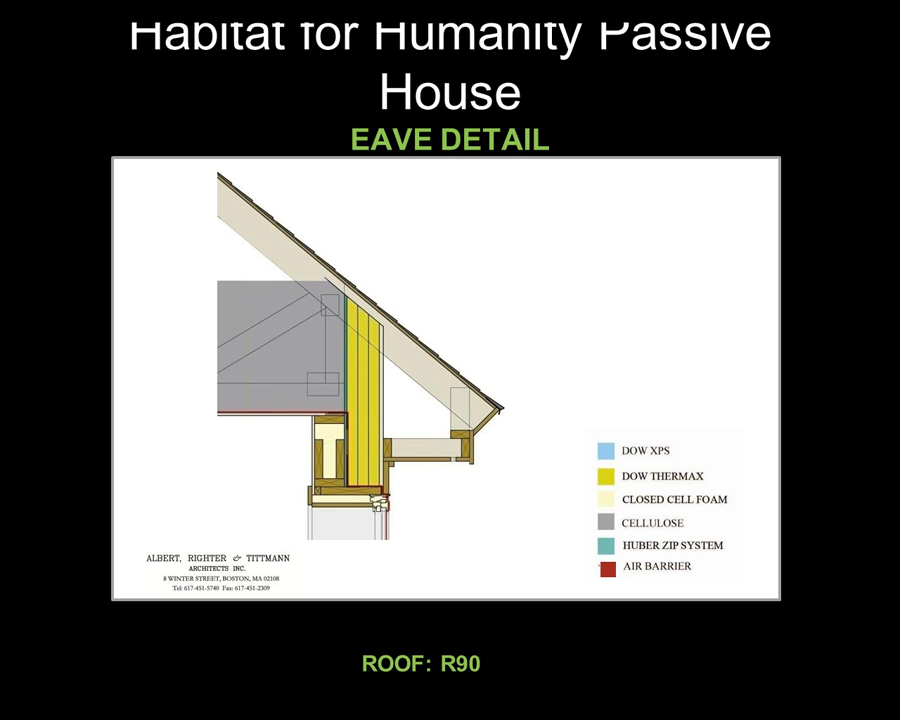 Habitat for Humanity Passive
House
EAVE DETAIL
DOW XPS
DOW THERMAX
CLOSED CELL FOAM
CELLULOSE
HUBER ZIP SYSTEM
AIR BARRIER
ALBERT, RIGHTER & TITTMANN
ARCHITECTS INC.
8 WINTER STREET, BOSTON, MA 02108
Tel: 617-451-5740 Fax: 617-451-2309
ROOF: R90